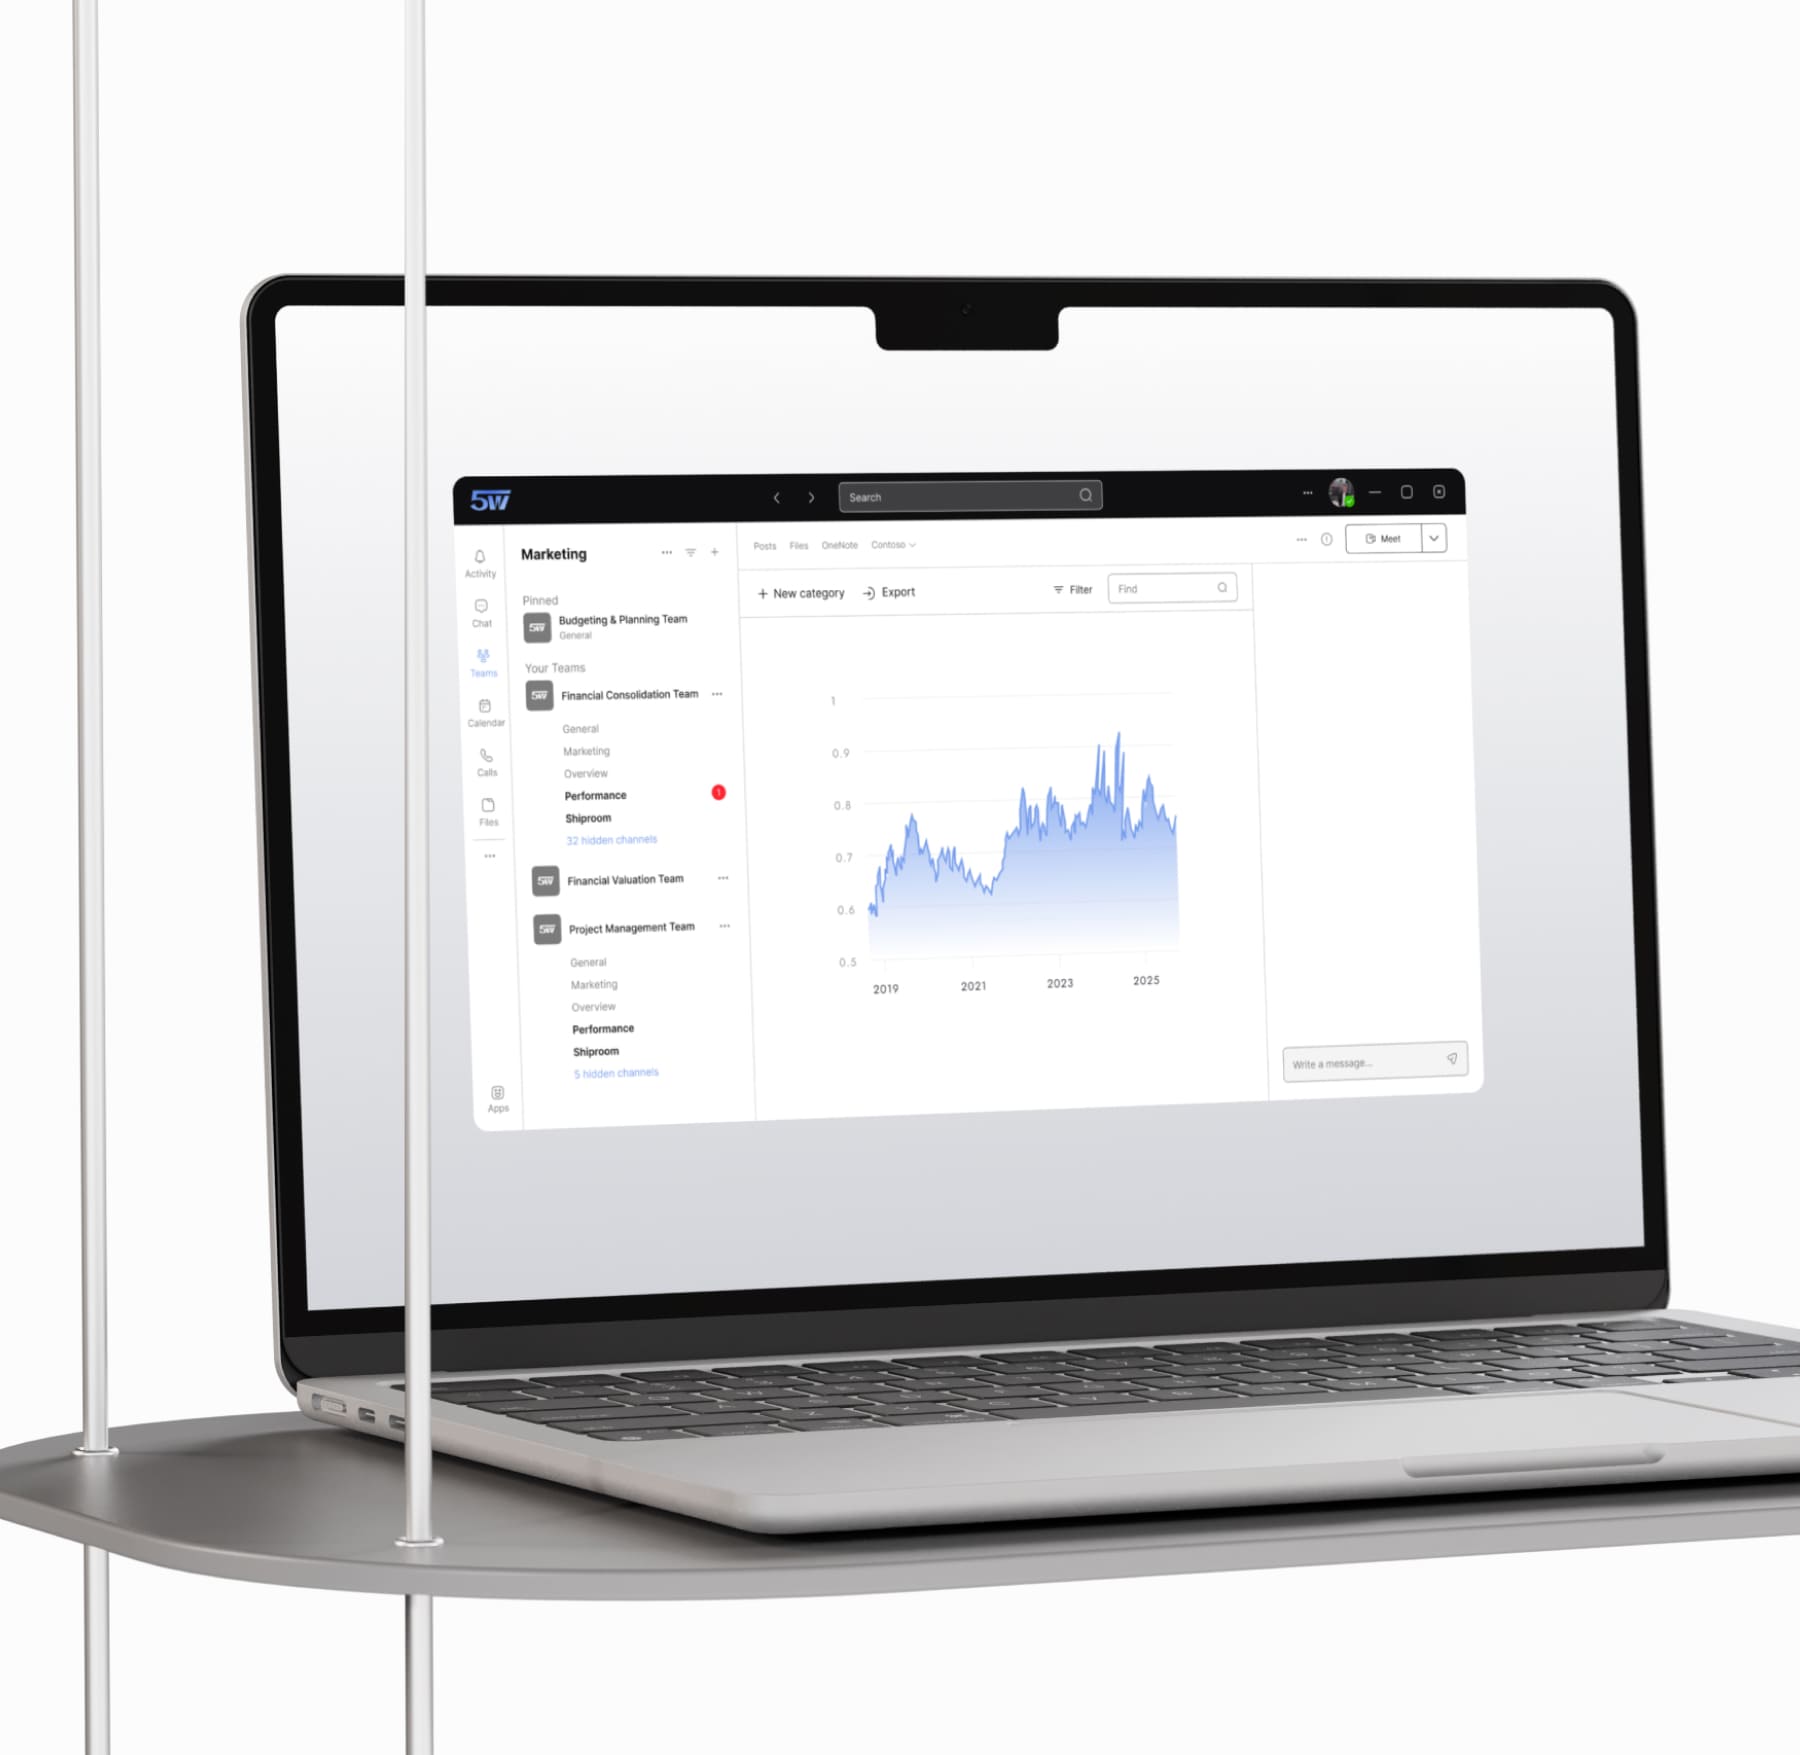 5W
Search
Activity
Chat
Teams
Calendar
Calls
Files
Apps
Marketing
Pinned
5W
Budgeting & Planning Team
General
Your Teams
5W
Financial Consolidation Team
General
Marketing
Overview
Performance
1
Shiproom
32 hidden channels
5W
Financial Valuation Team
5W
Project Management Team
General
Marketing
Overview
Performance
Shiproom
5 hidden channels
Posts Files OneNote Contoso
Meet
+ New category Export
Filter
Find
1
0.9
0.8
0.7
0.6
0.5
2019 2021 2023 2025
Write a message...